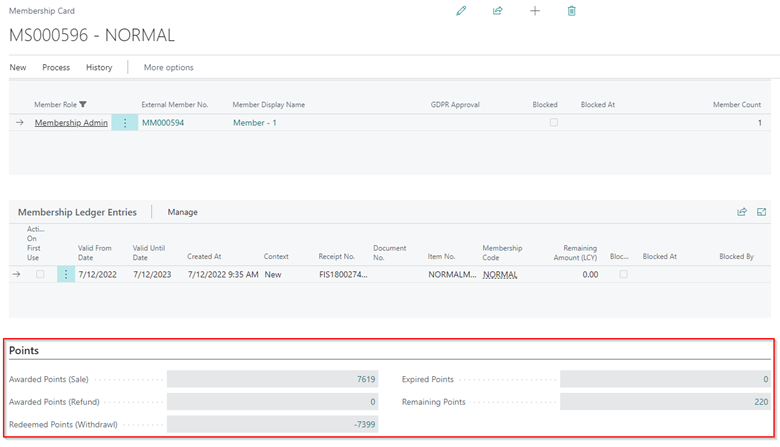 Membership Card
MS000596 - NORMAL
New Process History More options
Member Role External Member No. Member Display Name GDPR Approval Blocked Blocked At Member Count
Membership Admin MM000594 Member - 1 1
Membership Ledger Entries Manage
Acti... On First Use Valid From Date Valid Until Date Created At Context Receipt No. Document No. Item No. Membership Code Remaining Amount (LCY) Bloc... Blocked At Blocked By
7/12/2022 7/12/2023 7/12/2022 9:35 AM New FIS1800274... NORMALM... NORMAL 0.00
Points
Awarded Points (Sale) 7619 Expired Points 0
Awarded Points (Refund) 0 Remaining Points 220
Redeemed Points (Withdrawl) -7399